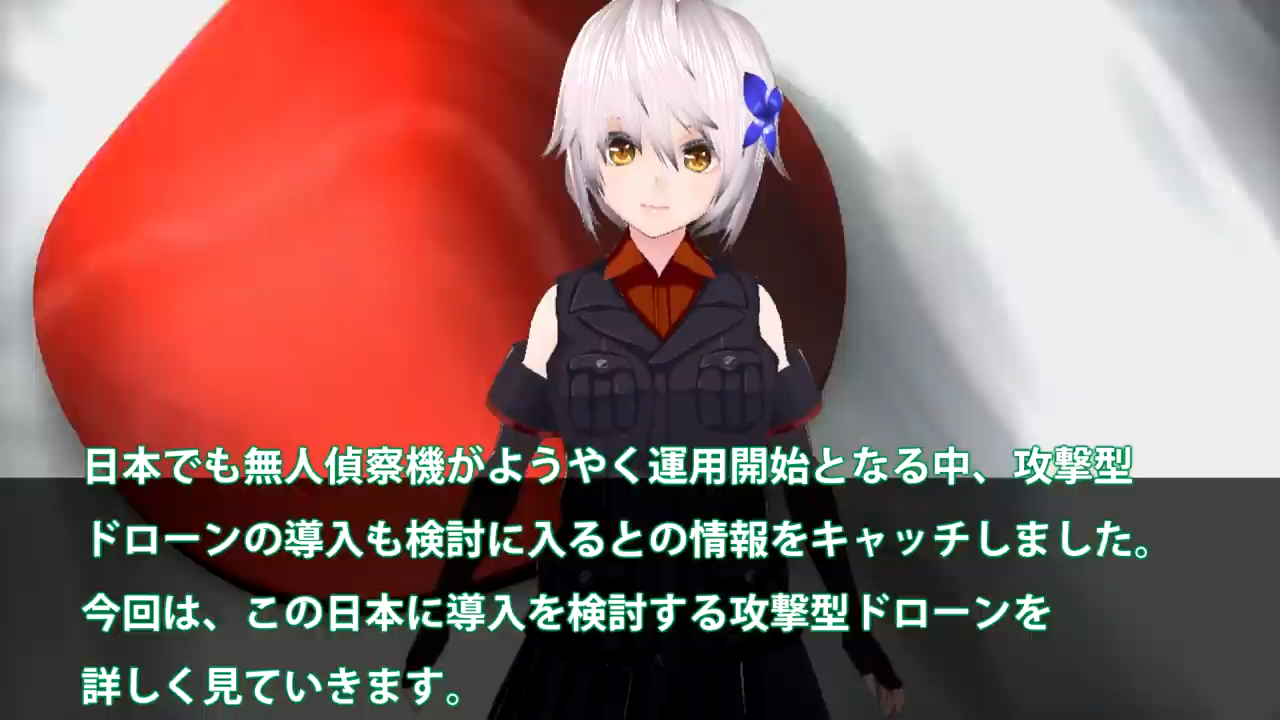 日本でも無人偵察機がようやく運用開始となる中、攻撃型
ドローンの導入も検討に入るとの情報をキャッチしました。
今回は、この日本に導入を検討する攻撃型ドローンを
詳しく見ていきます。